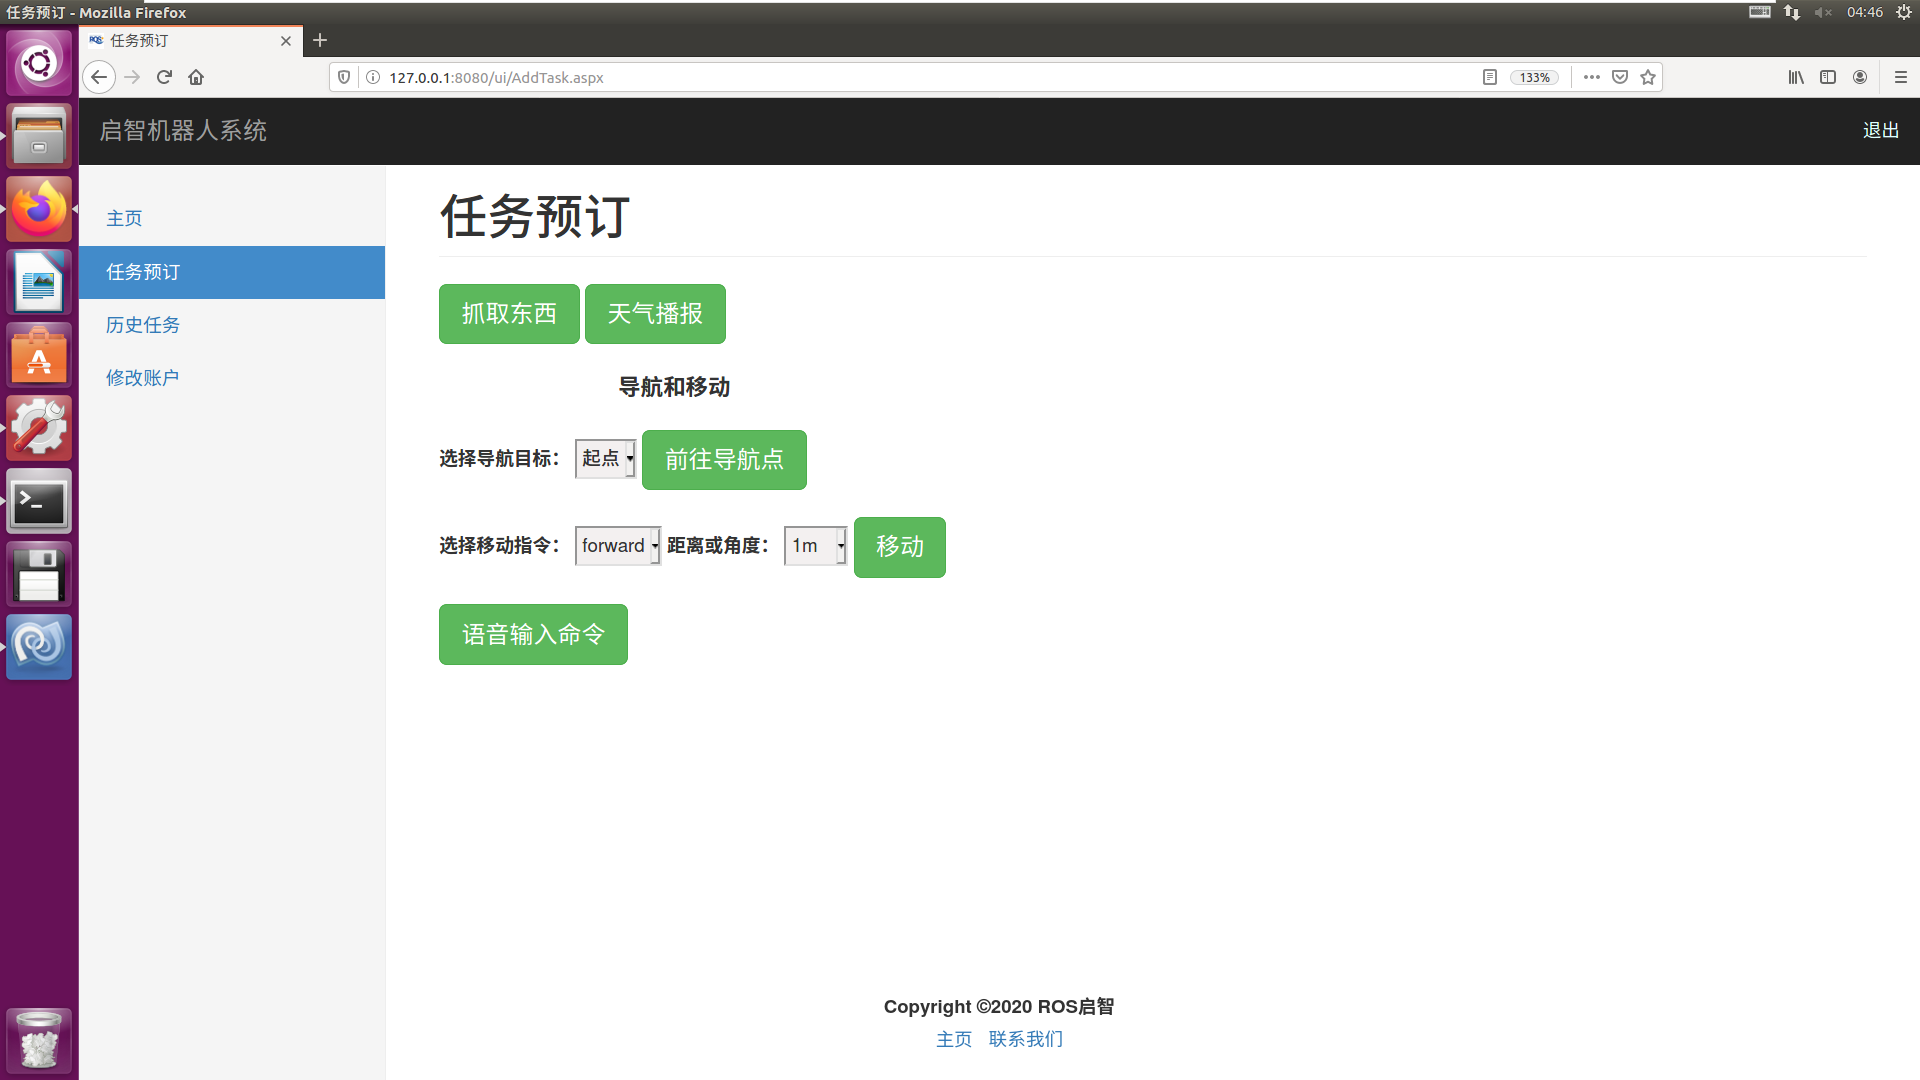 任务预订 - Mozilla Firefox
04:46
ROS 任务预订
127.0.0.1:8080/ui/AddTask.aspx
133%
启智机器人系统
退出
主页
任务预订
历史任务
修改账户
任务预订
抓取东西 天气播报
导航和移动
选择导航目标： 起点 前往导航点
选择移动指令： forward 距离或角度： 1m 移动
语音输入命令
Copyright ©2020 ROS启智
主页 联系我们